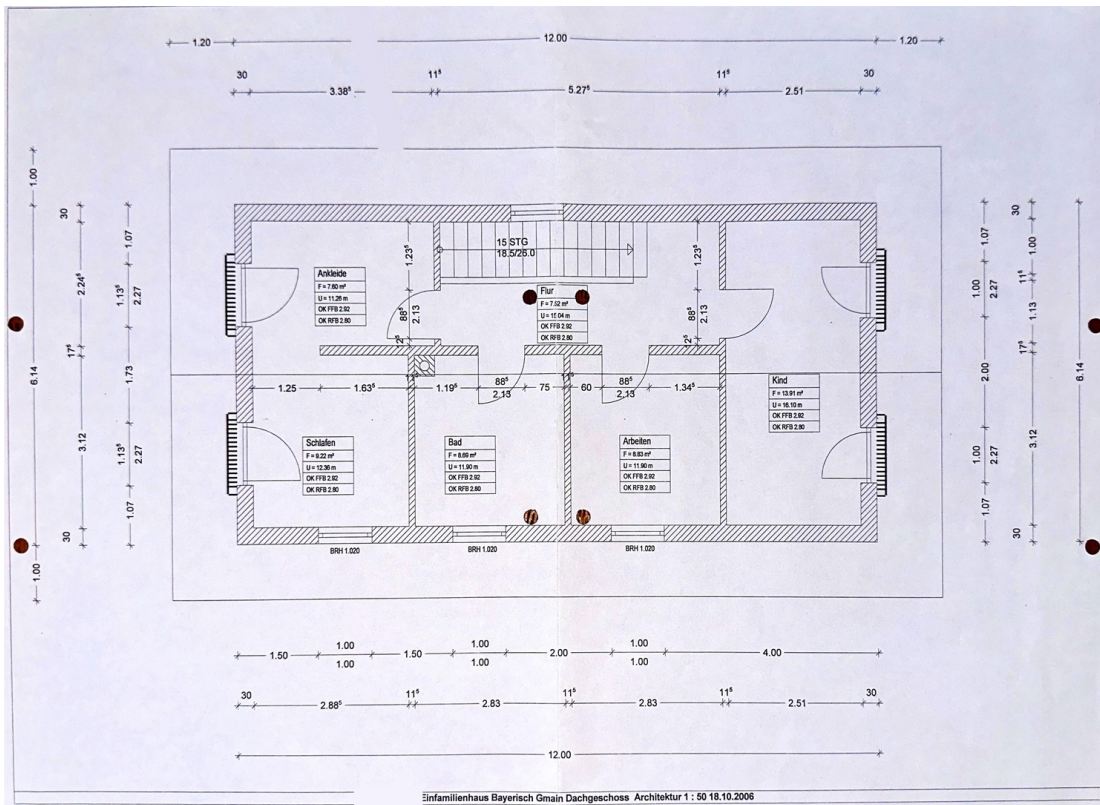 1.20
12.00
1.20
30
11⁵
11⁵
30
3.38⁵
5.27⁵
2.51
1.00
6.14
1.00
30
2.24⁵
17⁵
3.12
30
1.07
1.13⁵
2.27
1.73
1.13⁵
2.27
1.07
1.07
1.00
2.27
2.00
1.00
2.27
1.07
30
1.00
11⁵
1.13
17⁵
3.12
30
6.14
15 STG
18.5/26.0
1.23⁵
88⁵
2.13
1.23⁵
88⁵
2.13
Ankleide
F = 7.60 m²
U = 11.26 m
OK FFB 2.92
OK RFB 2.80
Flur
F = 7.52 m²
U = 15.04 m
OK FFB 2.92
OK RFB 2.80
Kind
F = 13.91 m²
U = 16.10 m
OK FFB 2.92
OK RFB 2.80
1.25
1.63⁵
1.19⁵
88⁵
2.13
75
60
88⁵
2.13
1.34⁵
Schlafen
F = 9.22 m²
U = 12.36 m
OK FFB 2.92
OK RFB 2.80
Bad
F = 8.69 m²
U = 11.90 m
OK FFB 2.92
OK RFB 2.80
Arbeiten
F = 8.83 m²
U = 11.90 m
OK FFB 2.92
OK RFB 2.80
BRH 1.020
BRH 1.020
BRH 1.020
1.50
1.00
1.00
1.50
1.00
1.00
2.00
1.00
1.00
4.00
30
11⁵
11⁵
11⁵
30
2.88⁵
2.83
2.83
2.51
12.00
Einfamilienhaus Bayerisch Gmain Dachgeschoss Architektur 1 : 50 18.10.2006